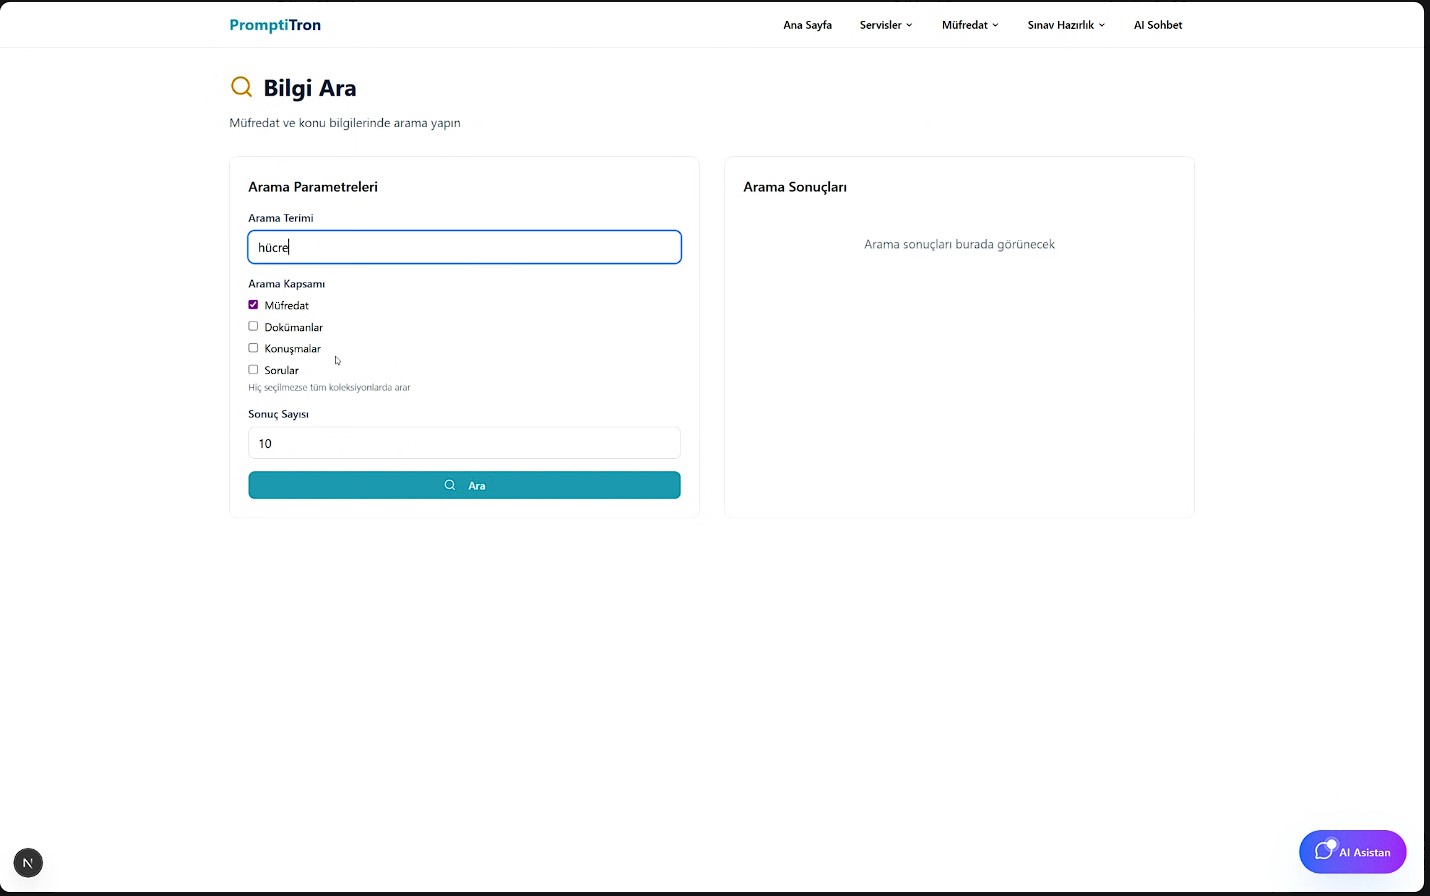 PromptiTron
Ana Sayfa
Servisler
Müfredat
Sınav Hazırlık
AI Sohbet
Bilgi Ara
Müfredat ve konu bilgilerinde arama yapın
Arama Parametreleri
Arama Terimi
hücre
Arama Kapsamı
Müfredat
Dokümanlar
Konuşmalar
Sorular
Hiç seçilmezse tüm koleksiyonlarda arar
Sonuç Sayısı
10
Ara
Arama Sonuçları
Arama sonuçları burada görünecek
N
AI Asistan